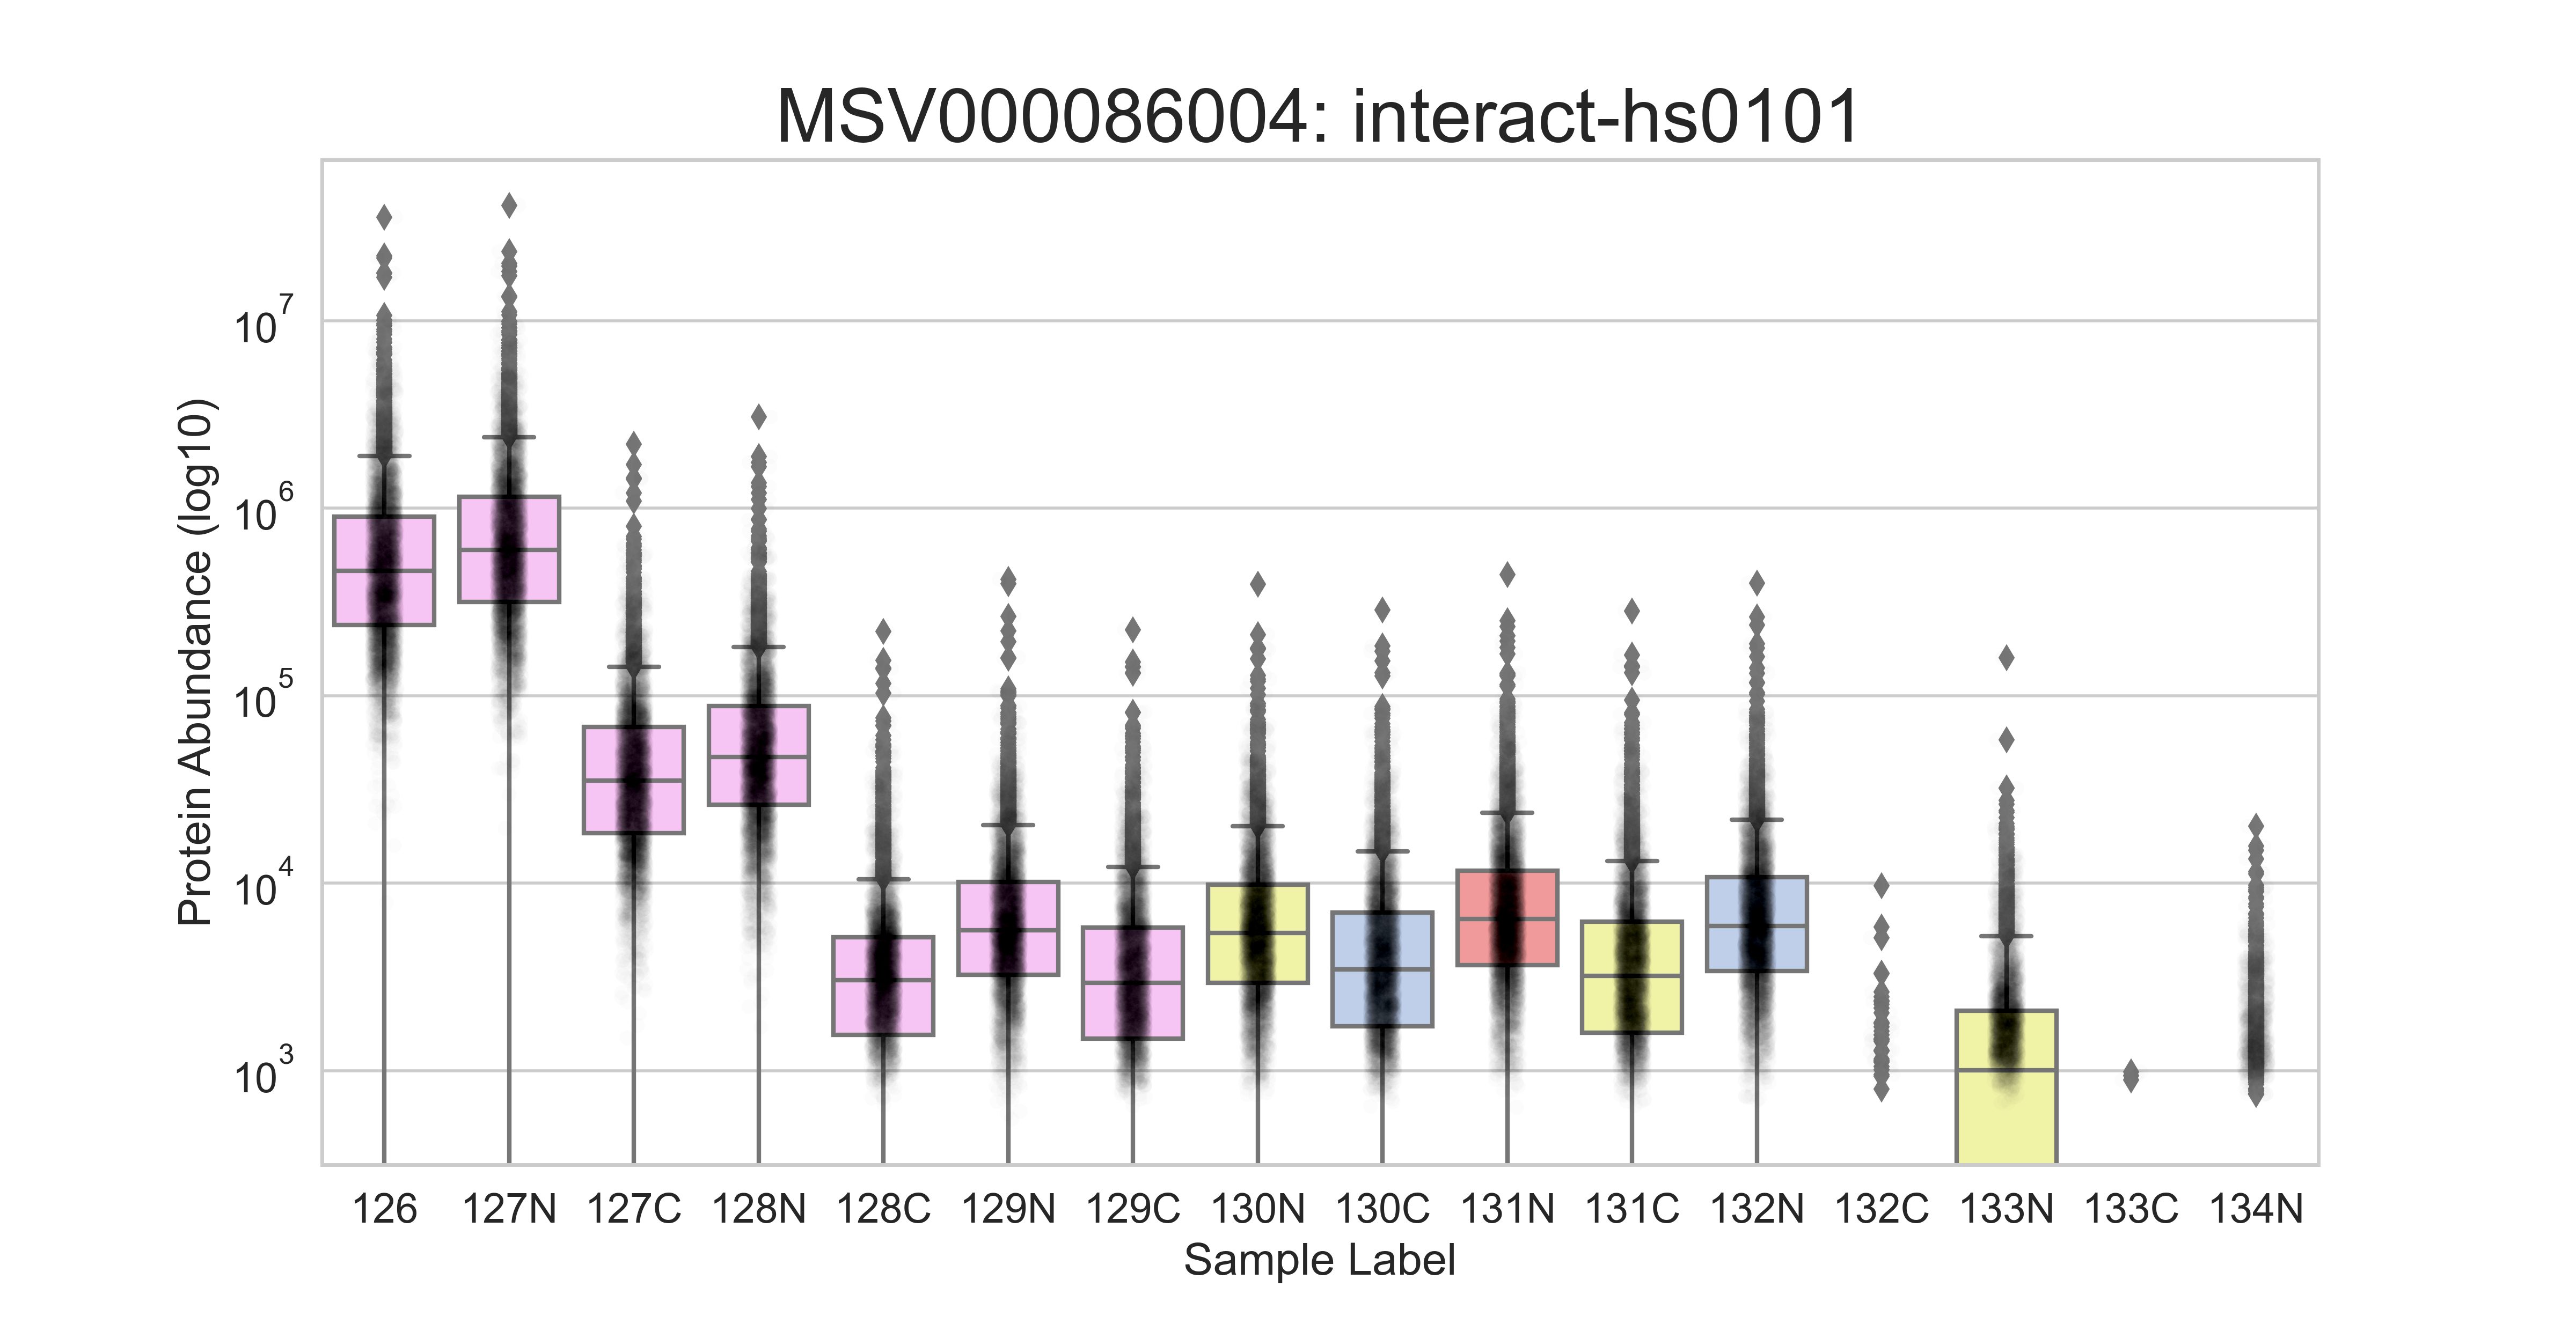 MSV000086004: interact-hs0101
Protein Abundance (log10)
10^7
10^6
10^5
10^4
10^3
126 127N 127C 128N 128C 129N 129C 130N 130C 131N 131C 132N 132C 133N 133C 134N
Sample Label